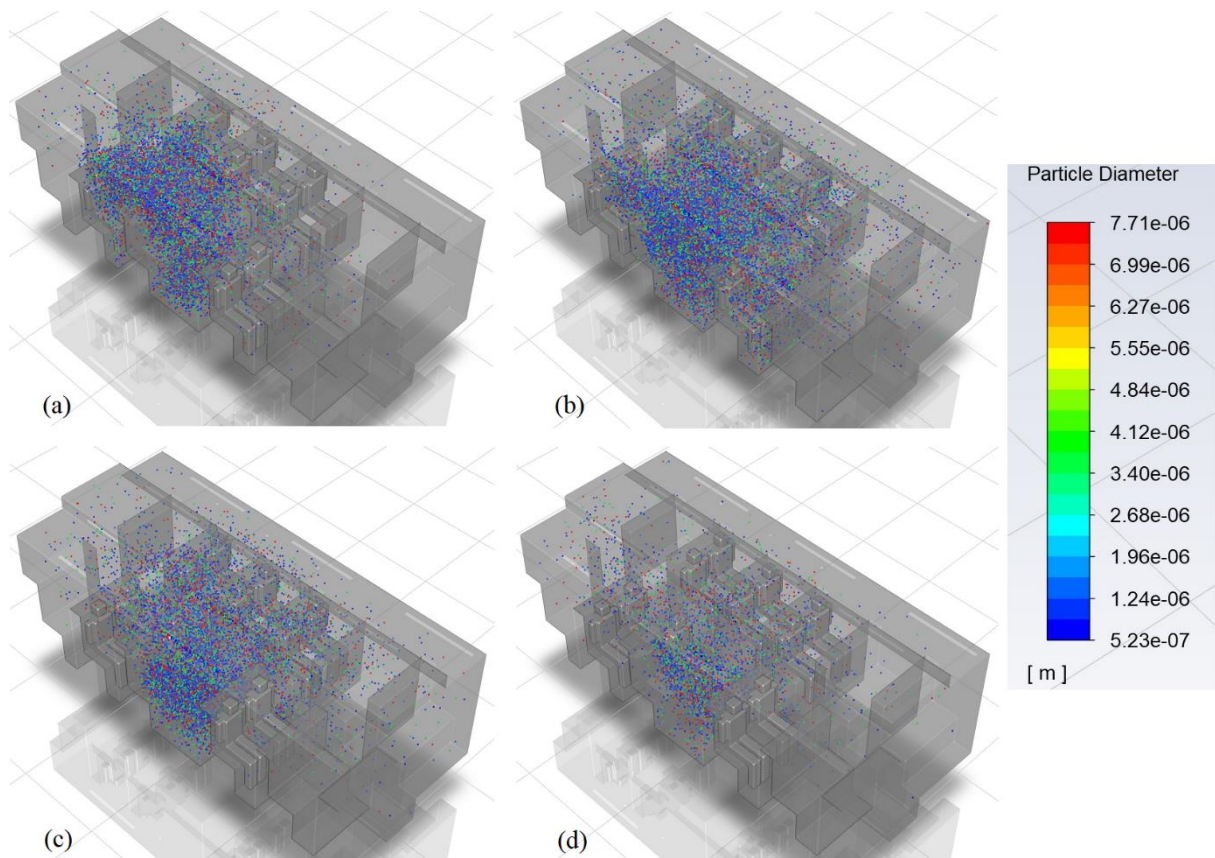 (a)
(b)
(c)
(d)
Particle Diameter
7.71e-06
6.99e-06
6.27e-06
5.55e-06
4.84e-06
4.12e-06
3.40e-06
2.68e-06
1.96e-06
1.24e-06
5.23e-07
[ m ]